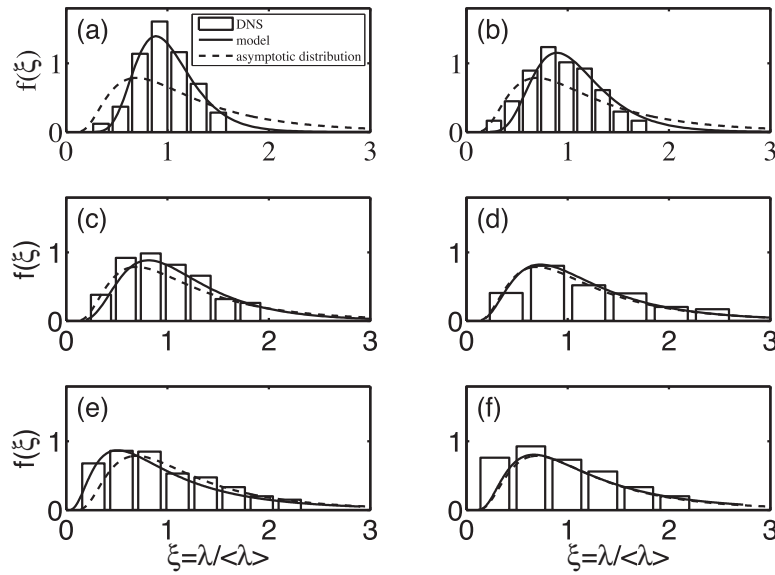 (a)
DNS
model
asymptotic distribution
f(ξ)
1
0
0 1 2 3
(b)
1
0
0 1 2 3
(c)
f(ξ)
1
0
0 1 2 3
(d)
1
0
0 1 2 3
(e)
f(ξ)
1
0
0 1 2 3
ξ=λ/<λ>
(f)
1
0
0 1 2 3
ξ=λ/<λ>